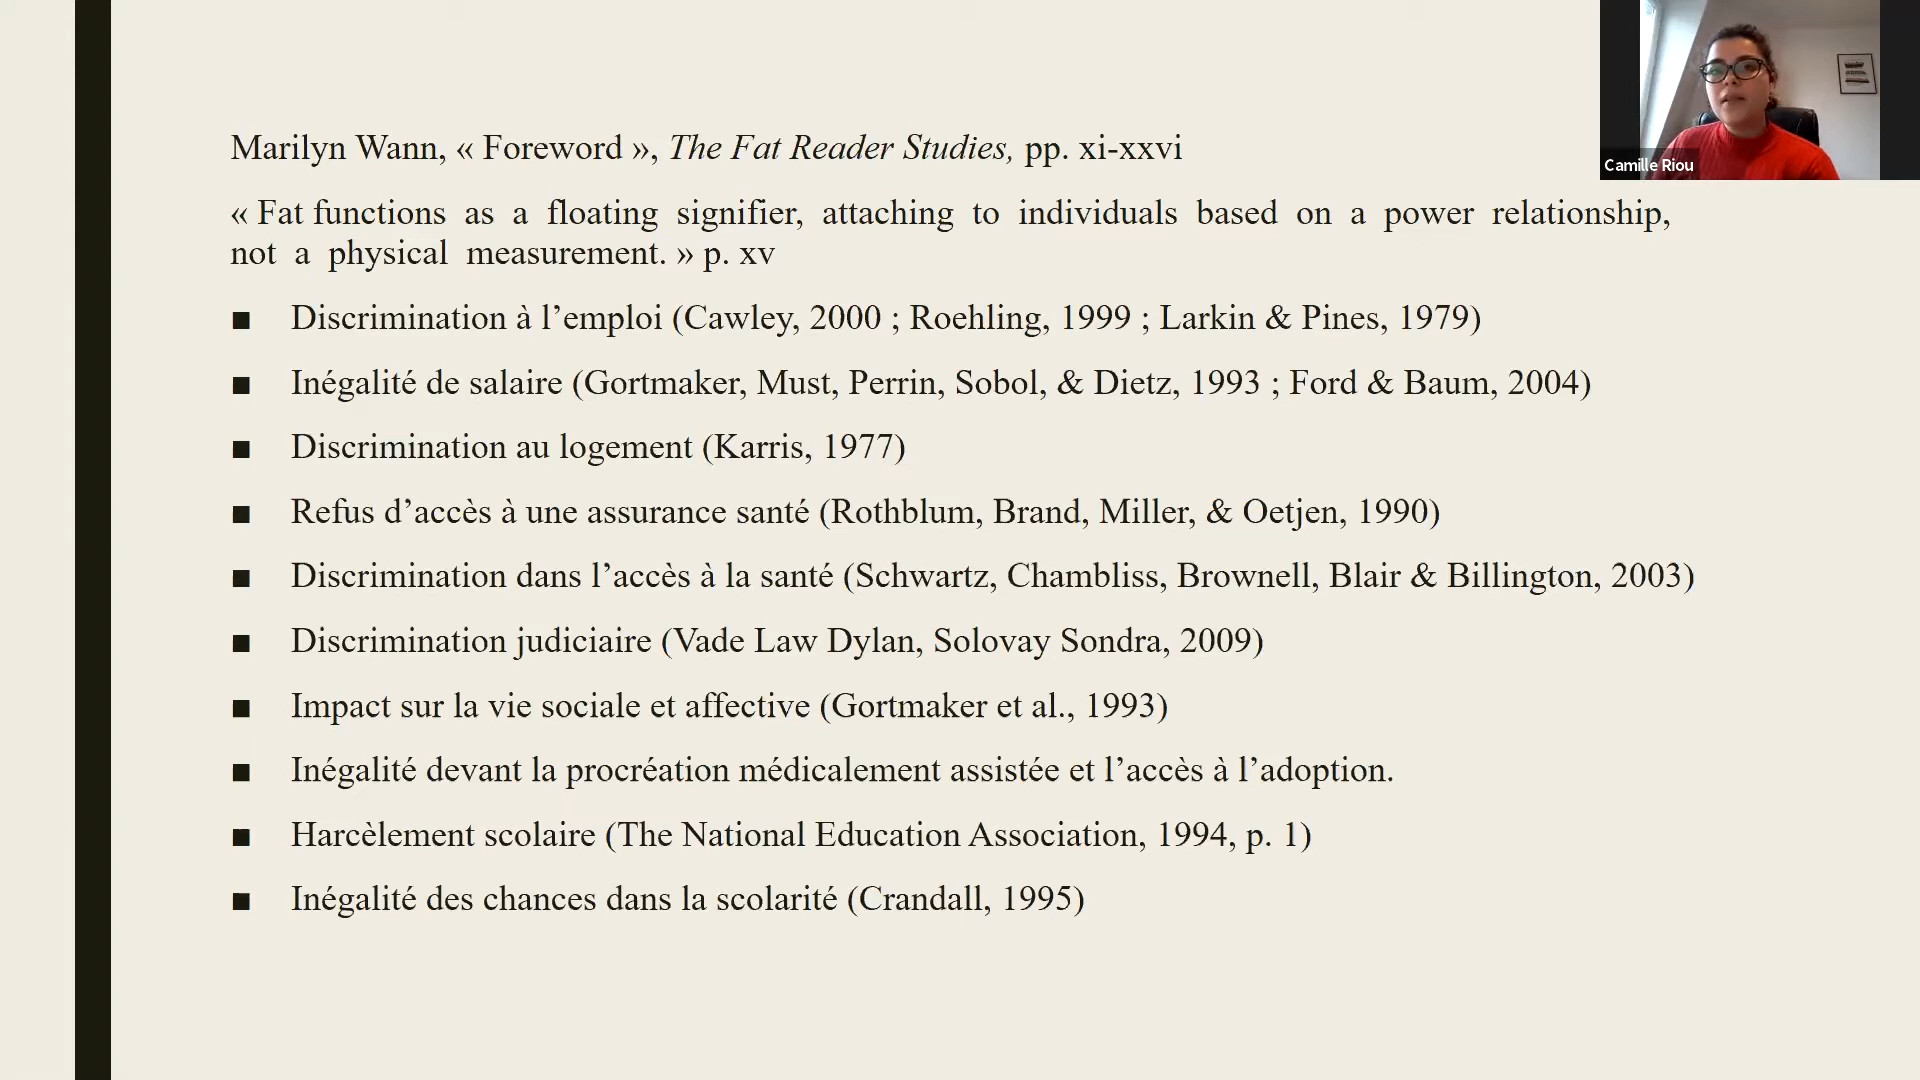 Marilyn Wann, « Foreword », The Fat Reader Studies, pp. xi-xxvi
Camille Riou
« Fat functions as a floating signifier, attaching to individuals based on a power relationship,
not a physical measurement. » p. xv
■ Discrimination à l’emploi (Cawley, 2000 ; Roehling, 1999 ; Larkin & Pines, 1979)
■ Inégalité de salaire (Gortmaker, Must, Perrin, Sobol, & Dietz, 1993 ; Ford & Baum, 2004)
■ Discrimination au logement (Karris, 1977)
■ Refus d’accès à une assurance santé (Rothblum, Brand, Miller, & Oetjen, 1990)
■ Discrimination dans l’accès à la santé (Schwartz, Chambliss, Brownell, Blair & Billington, 2003)
■ Discrimination judiciaire (Vade Law Dylan, Solovay Sondra, 2009)
■ Impact sur la vie sociale et affective (Gortmaker et al., 1993)
■ Inégalité devant la procréation médicalement assistée et l’accès à l’adoption.
■ Harcèlement scolaire (The National Education Association, 1994, p. 1)
■ Inégalité des chances dans la scolarité (Crandall, 1995)